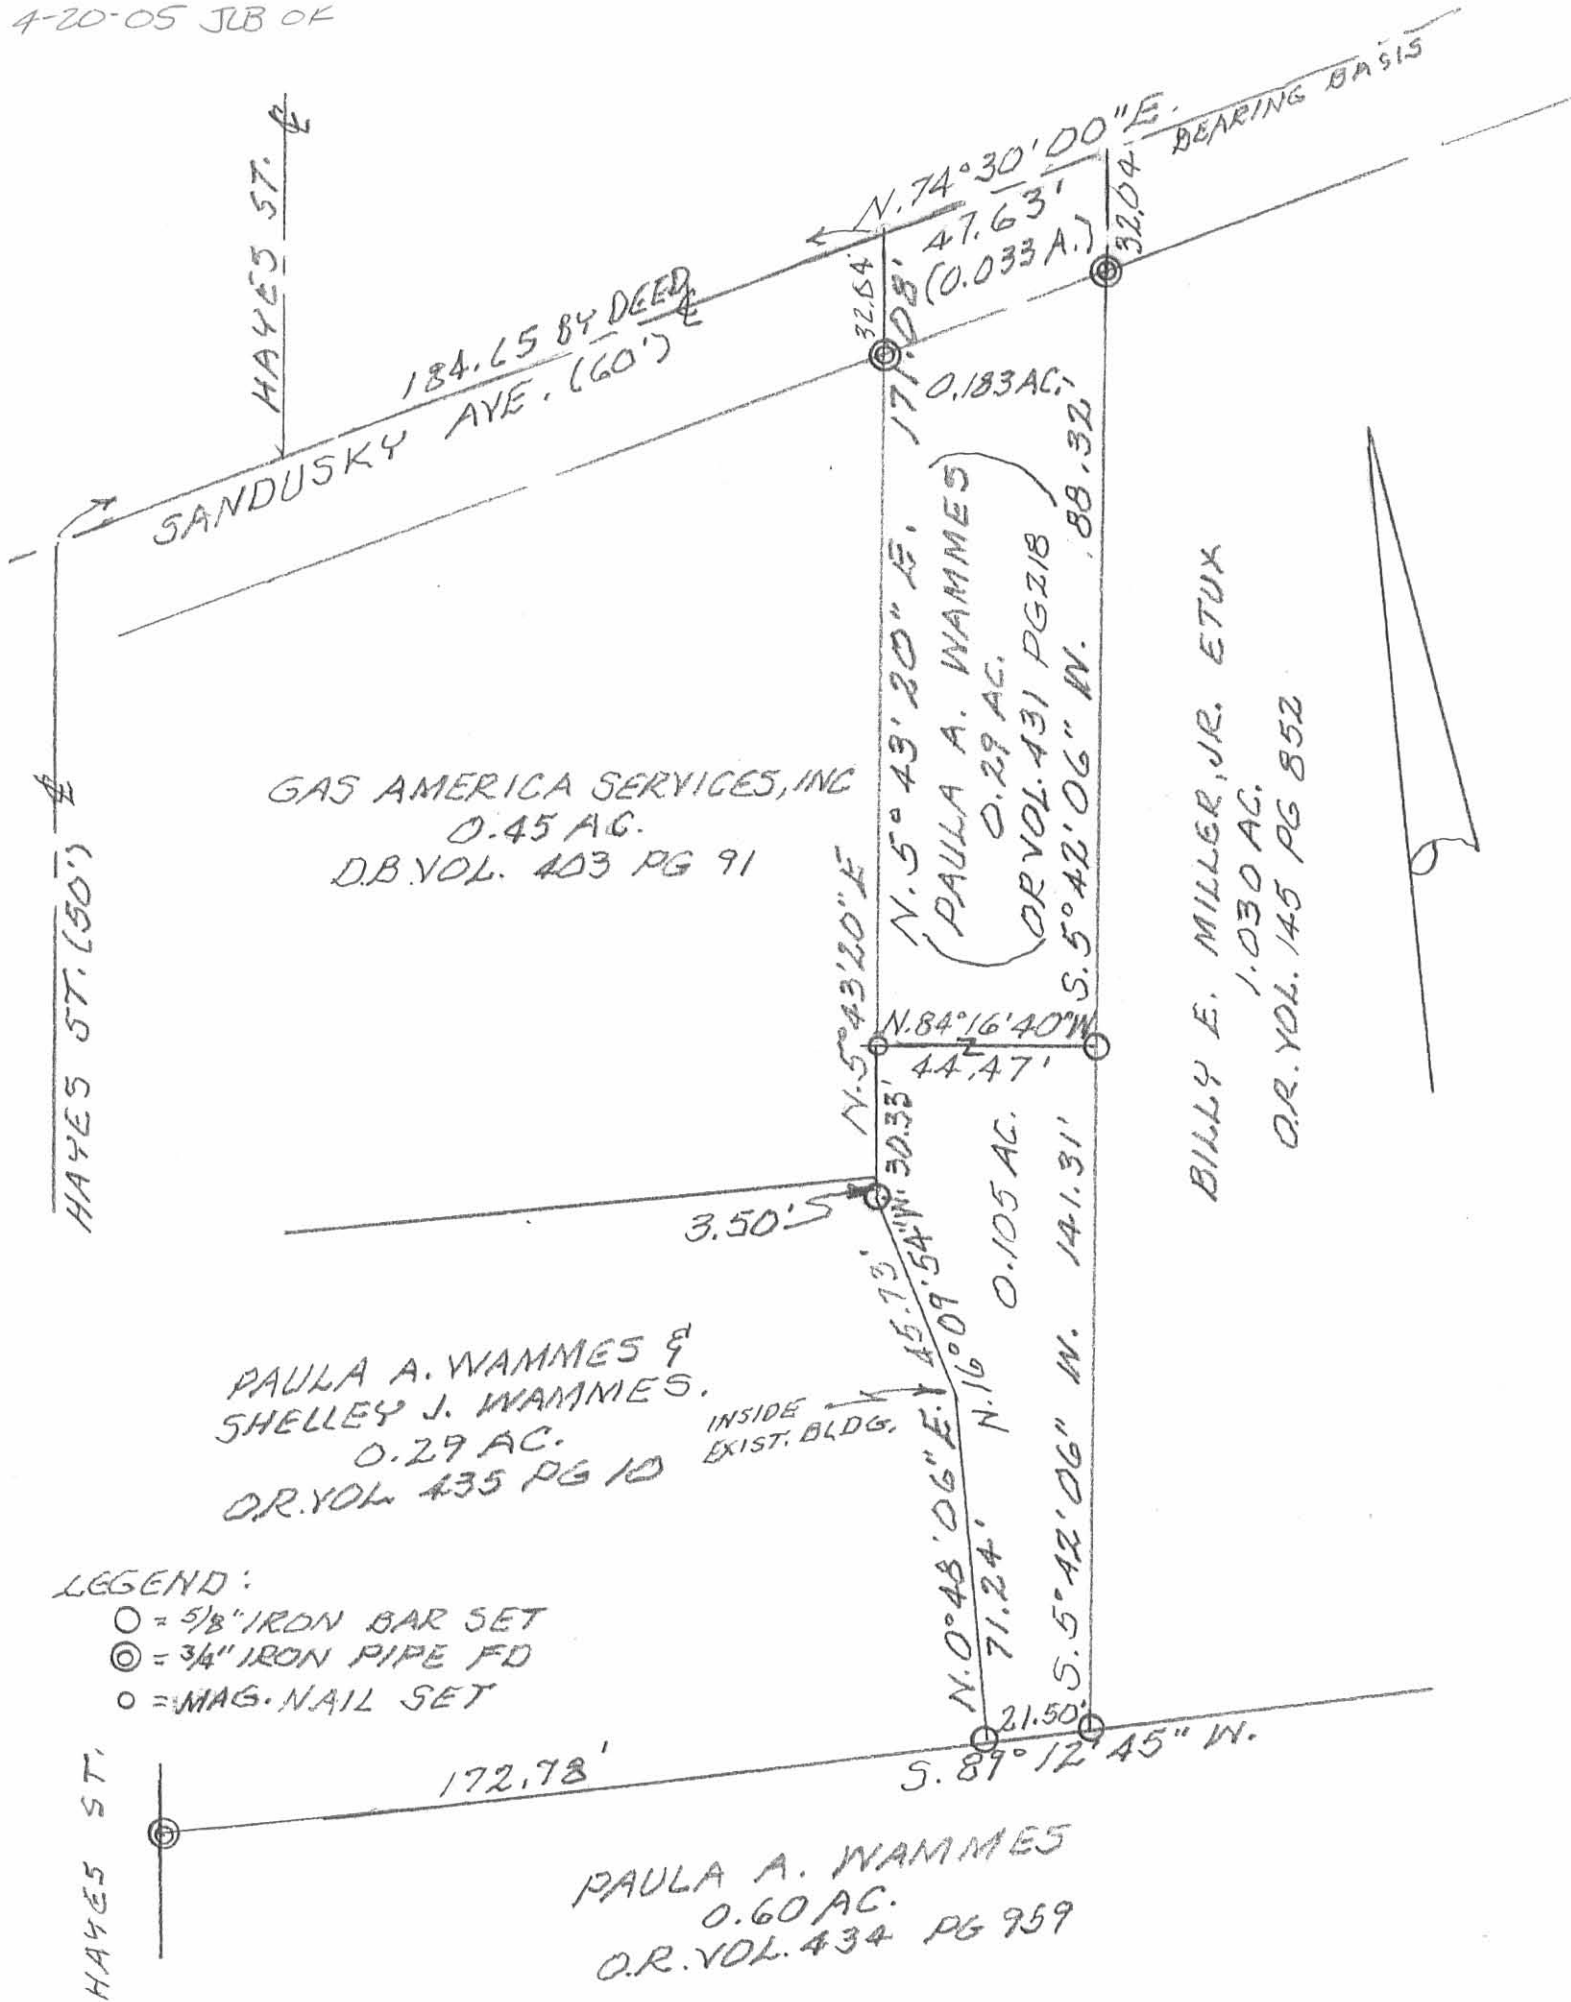 4-20-05 JLB OK
HAYES ST. ℄
N. 74° 30' 00" E.
BEARING BASIS
47.63'
(0.033 A.)
32.04
184.65 BY DEED ℄
SANDUSKY AVE. (60')
171.08'
0.183 AC.
N. 5° 43' 20" E.
(PAULA A. WAMMES
0.29 AC.
OR VOL. 431 PG 218)
S. 5° 42' 06" W.
GAS AMERICA SERVICES, INC
0.45 AC.
D.B. VOL. 403 PG 91
BILLY E. MILLER, JR. ETUX
1.030 AC.
O.R. VOL. 145 PG 852
HAYES ST. (50') ℄
N. 5° 43' 20" E
N. 84° 16' 40" W
44.47'
30.33'
3.50'
0.105 AC.
S. 5° 42' 06" W. 141.31'
45.73'
N. 16° 09' 54" W.
PAULA A. WAMMES &
SHELLEY J. WAMMES.
0.29 AC.
O.R. VOL. 435 PG 10
INSIDE
EXIST. BLDG.
N. 0° 48' 06" E.
71.24'
LEGEND:
O = 5/8" IRON BAR SET
◎ = 3/4" IRON PIPE FD
o = MAG. NAIL SET
21.50'
S. 89° 12' 45" W.
172.78'
HAYES ST.
PAULA A. WAMMES
0.60 AC.
O.R. VOL. 434 PG 959